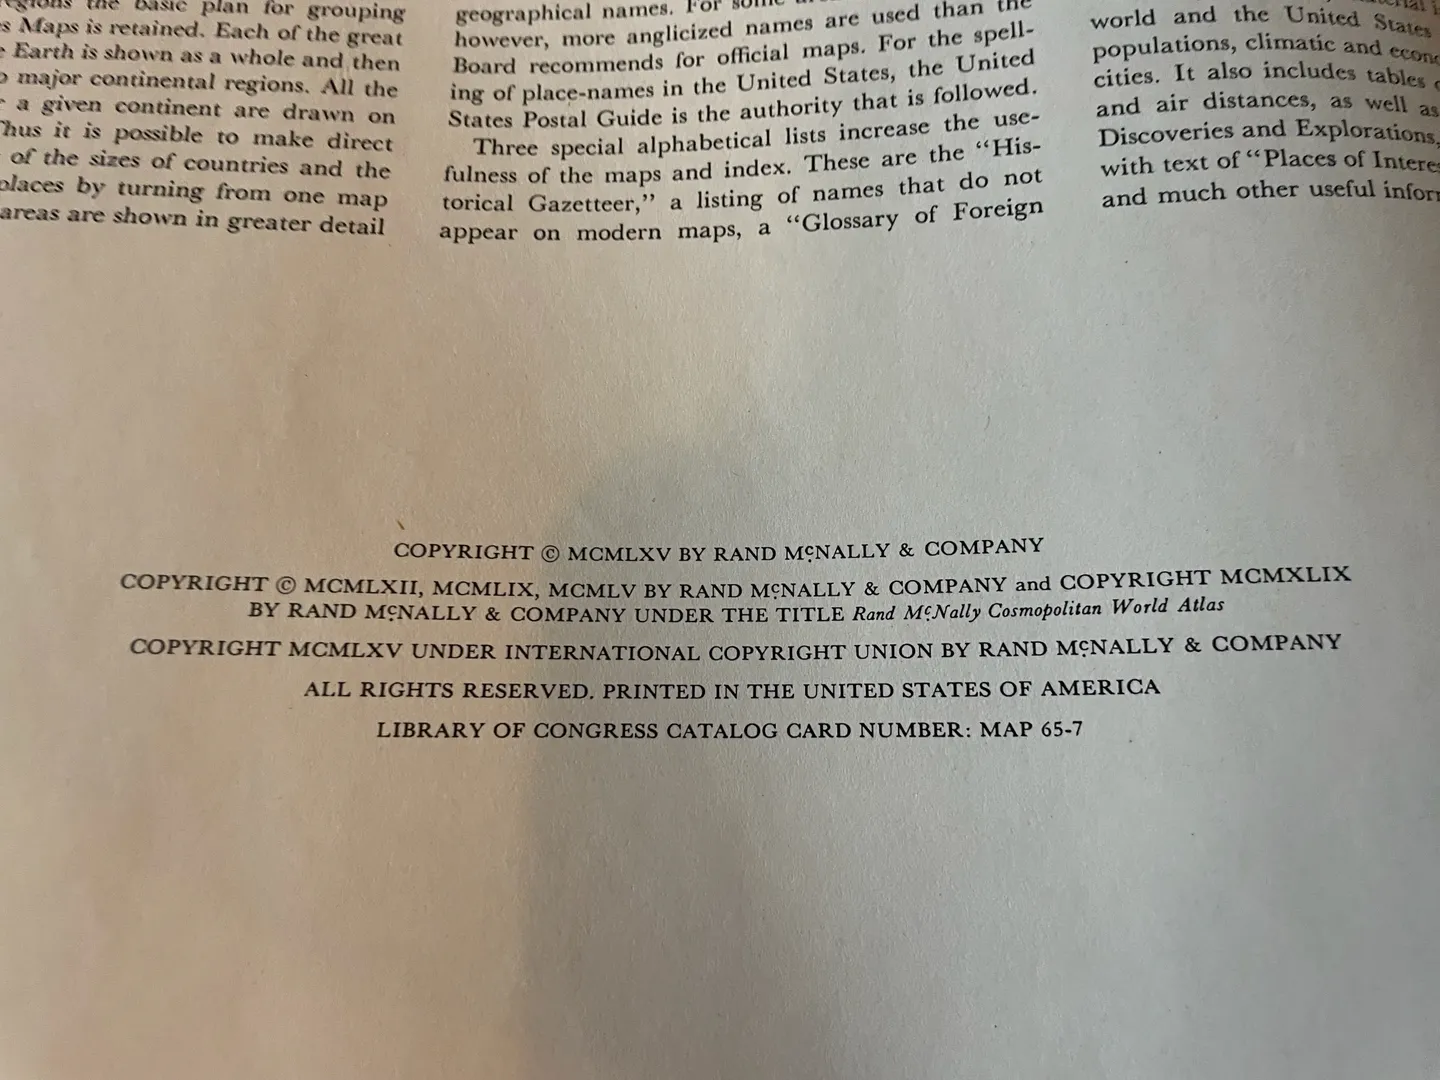 regions the basic plan for grouping
Maps is retained. Each of the great
Earth is shown as a whole and then
major continental regions. All the
a given continent are drawn on
Thus it is possible to make direct
of the sizes of countries and the
places by turning from one map
areas are shown in greater detail
geographical names. For some
however, more anglicized names are used than the
Board recommends for official maps. For the spell-
ing of place-names in the United States, the United
States Postal Guide is the authority that is followed.
Three special alphabetical lists increase the use-
fulness of the maps and index. These are the “His-
torical Gazetteer,” a listing of names that do not
appear on modern maps, a “Glossary of Foreign
world and the United States
populations, climatic and
cities. It also includes tables
and air distances, as well as
Discoveries and Explorations,
with text of “Places of
and much other useful
COPYRIGHT © MCMLXV BY RAND McNALLY & COMPANY
COPYRIGHT © MCMLXII, MCMLIX, MCMLV BY RAND McNALLY & COMPANY and COPYRIGHT MCMXLIX
BY RAND McNALLY & COMPANY UNDER THE TITLE Rand McNally Cosmopolitan World Atlas
COPYRIGHT MCMLXV UNDER INTERNATIONAL COPYRIGHT UNION BY RAND McNALLY & COMPANY
ALL RIGHTS RESERVED. PRINTED IN THE UNITED STATES OF AMERICA
LIBRARY OF CONGRESS CATALOG CARD NUMBER: MAP 65-7